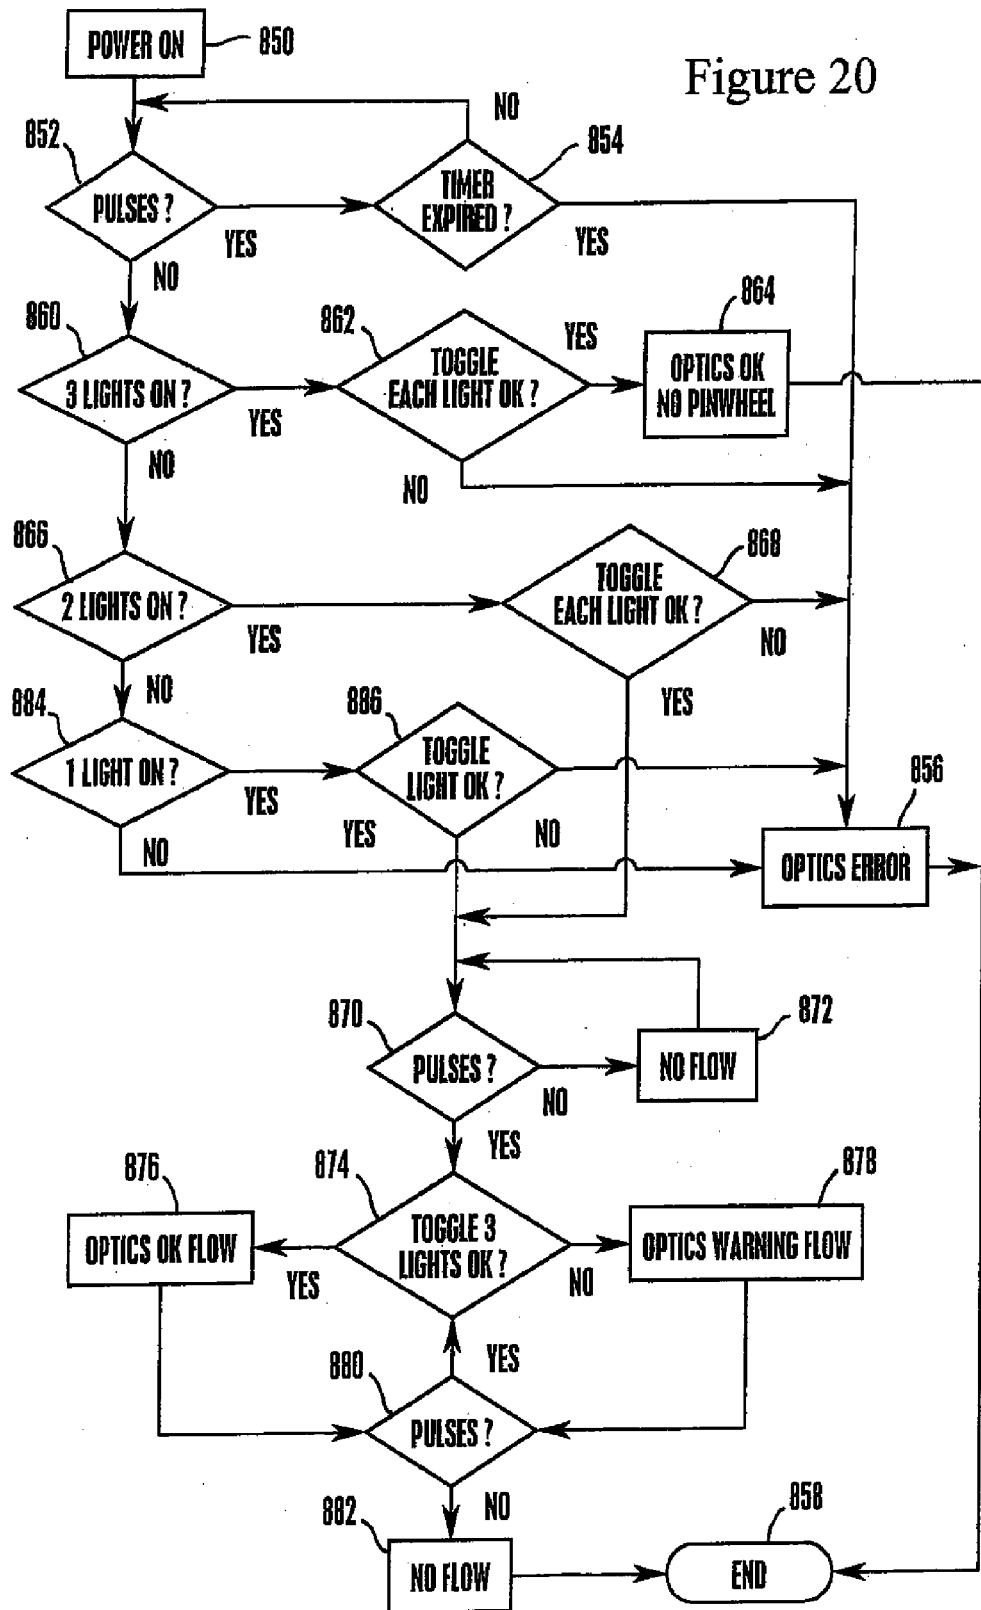 POWER ON
850
Figure 20
NO
852
854
PULSES ?
TIMER
EXPIRED ?
YES
YES
NO
860
862
864
3 LIGHTS ON ?
TOGGLE
EACH LIGHT OK ?
YES
OPTICS OK
NO PINWHEEL
YES
NO
NO
866
868
2 LIGHTS ON ?
TOGGLE
EACH LIGHT OK ?
YES
NO
NO
YES
884
886
1 LIGHT ON ?
TOGGLE
LIGHT OK ?
856
YES
YES
NO
NO
OPTICS ERROR
870
872
PULSES ?
NO FLOW
NO
YES
876
874
878
OPTICS OK FLOW
TOGGLE 3
LIGHTS OK ?
OPTICS WARNING FLOW
YES
NO
880
YES
PULSES ?
882
NO
858
NO FLOW
END